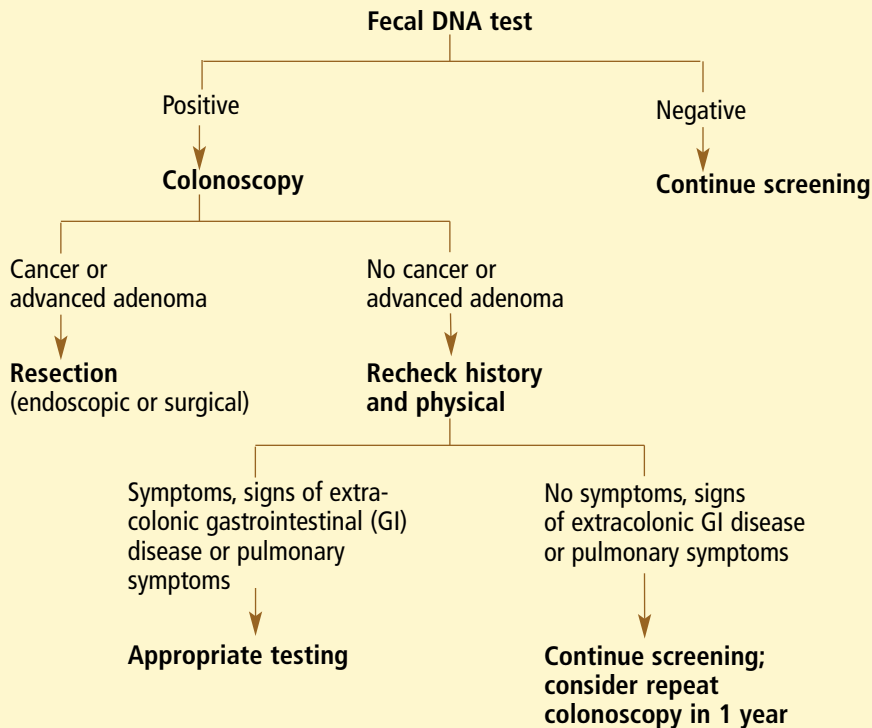 Fecal DNA test
Positive
Negative
Colonoscopy
Continue screening
Cancer or
advanced adenoma
No cancer or
advanced adenoma
Resection
(endoscopic or surgical)
Recheck history
and physical
Symptoms, signs of extra-
colonic gastrointestinal (GI)
disease or pulmonary
symptoms
No symptoms, signs
of extracolonic GI disease
or pulmonary symptoms
Appropriate testing
Continue screening;
consider repeat
colonoscopy in 1 year